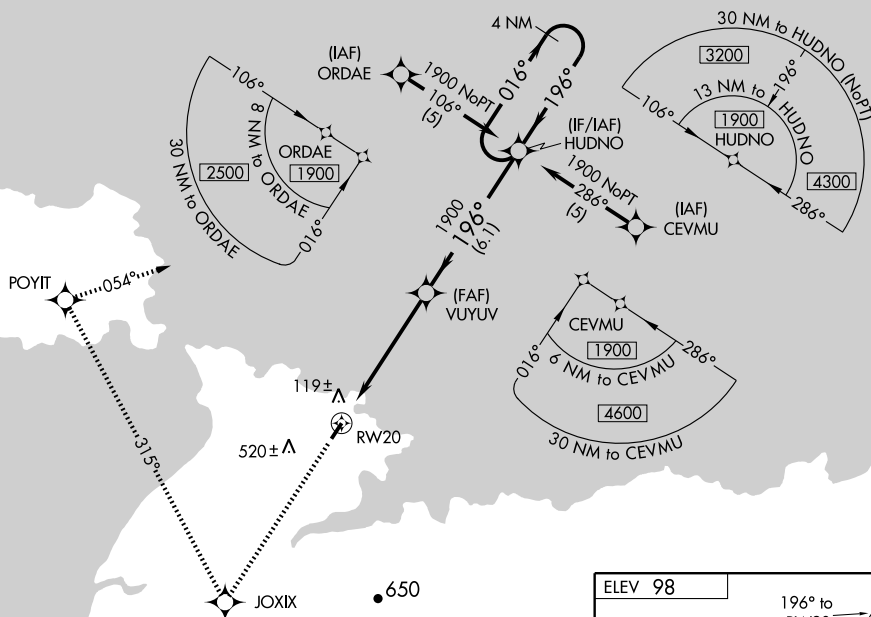 4 NM
(IAF)
ORDAE
1900 NoPT
106°
(5)
016°
196°
(IF/IAF)
HUDNO
1900 NoPT
286°
(5)
(IAF)
CEVMU
1900
196°
(6.1)
(FAF)
VUYUV
106°
8 NM to ORDAE
ORDAE
1900
2500
30 NM to ORDAE
016°
30 NM to HUDNO (NoPT)
3200
196°
13 NM to HUDNO
106°
1900
HUDNO
4300
286°
CEVMU
1900
286°
016°
6 NM to CEVMU
4600
30 NM to CEVMU
POYIT
054°
315°
119±
RW20
520±
JOXIX
650
ELEV 98
196° to